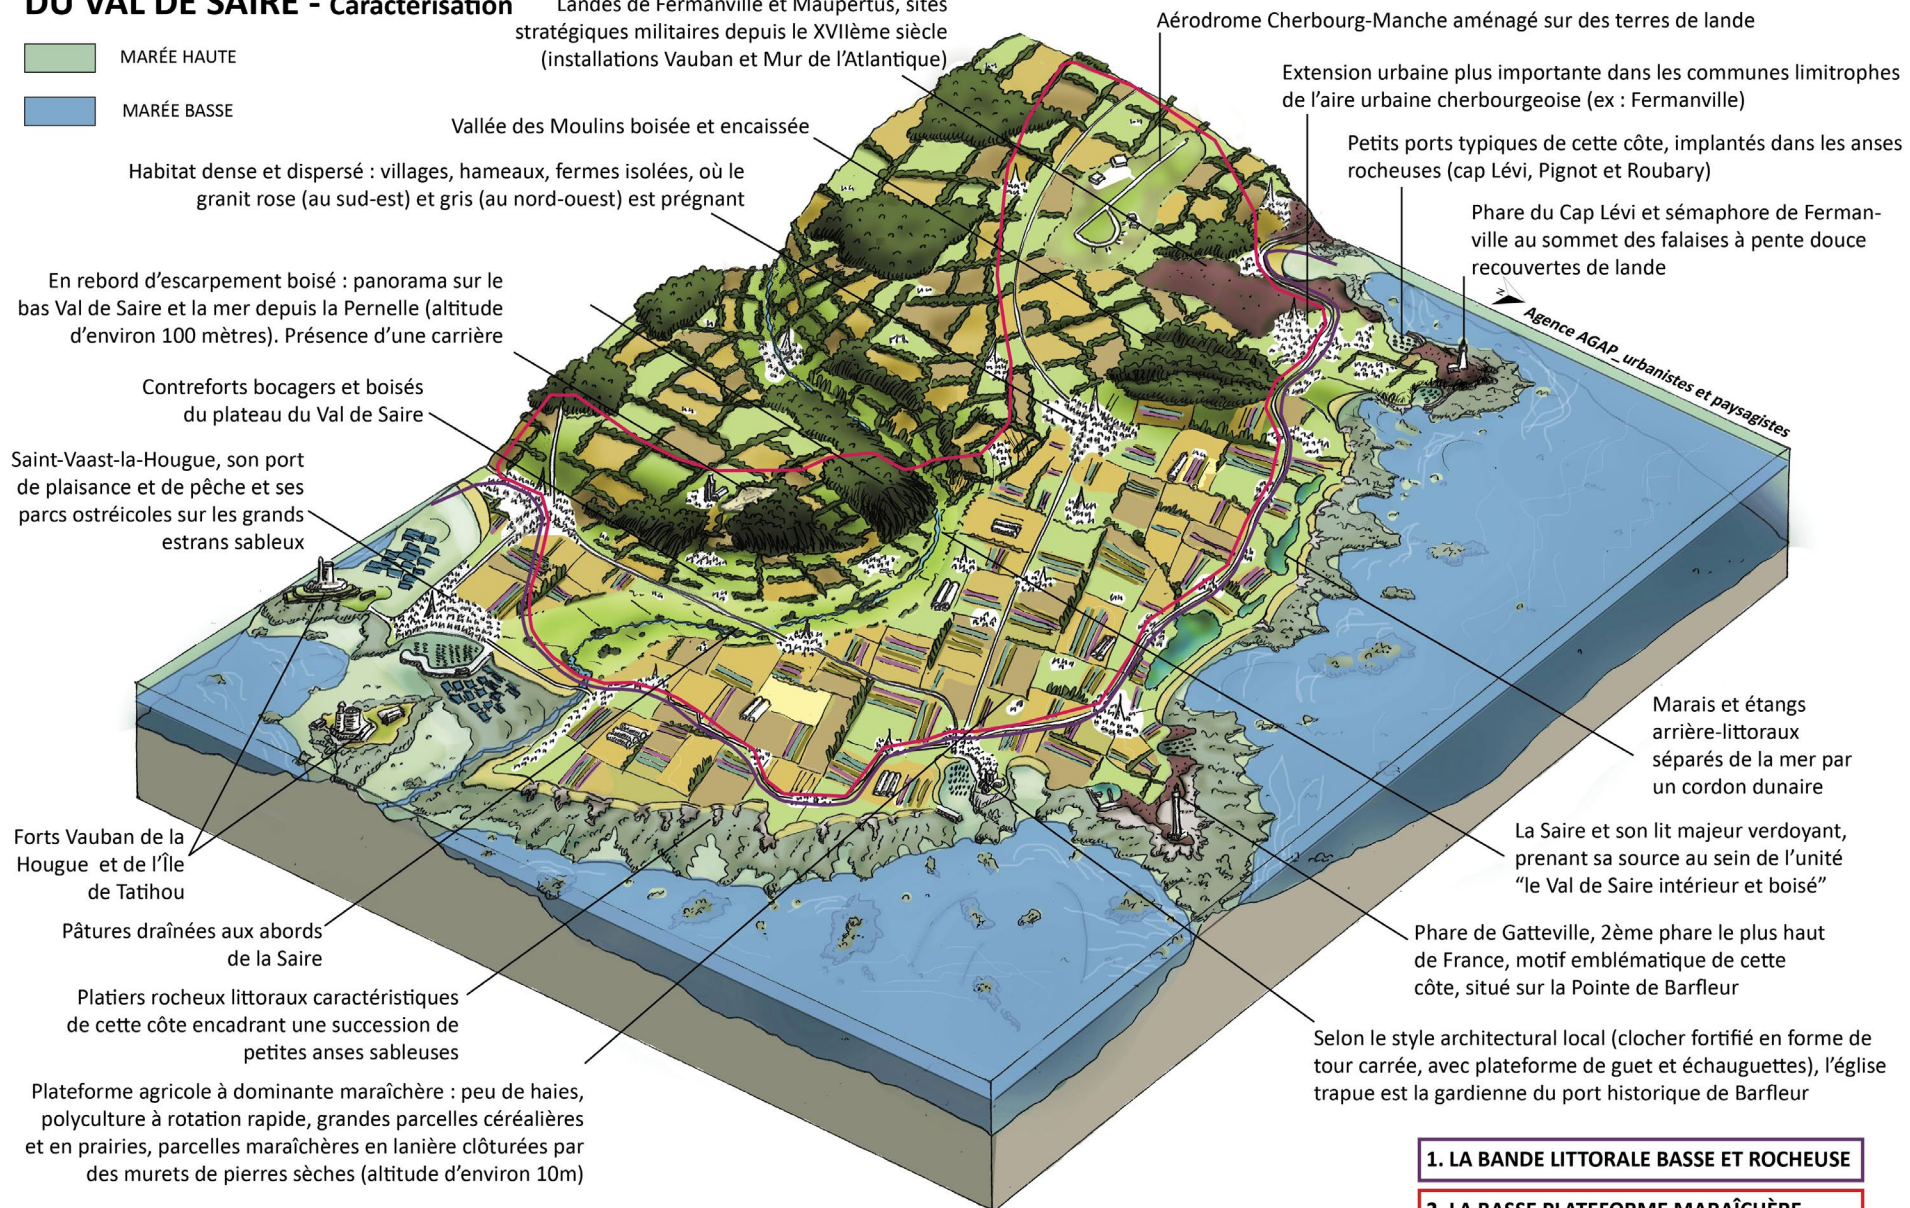 DU VAL DE SAIRE - Caractérisation
MARÉE HAUTE
MARÉE BASSE
Landes de Fermanville et Maupertus, sites
stratégiques militaires depuis le XVIIème siècle
(installations Vauban et Mur de l’Atlantique)
Vallée des Moulins boisée et encaissée
Habitat dense et dispersé : villages, hameaux, fermes isolées, où le
granit rose (au sud-est) et gris (au nord-ouest) est prégnant
En rebord d’escarpement boisé : panorama sur le
bas Val de Saire et la mer depuis la Pernelle (altitude
d’environ 100 mètres). Présence d’une carrière
Contreforts bocagers et boisés
du plateau du Val de Saire
Saint-Vaast-la-Hougue, son port
de plaisance et de pêche et ses
parcs ostréicoles sur les grands
estrans sableux
Forts Vauban de la
Hougue et de l’Île
de Tatihou
Pâtures draînées aux abords
de la Saire
Platiers rocheux littoraux caractéristiques
de cette côte encadrant une succession de
petites anses sableuses
Plateforme agricole à dominante maraîchère : peu de haies,
polyculture à rotation rapide, grandes parcelles céréalières
et en prairies, parcelles maraîchères en lanière clôturées par
des murets de pierres sèches (altitude d’environ 10m)
Aérodrome Cherbourg-Manche aménagé sur des terres de lande
Extension urbaine plus importante dans les communes limitrophes
de l’aire urbaine cherbourgeoise (ex : Fermanville)
Petits ports typiques de cette côte, implantés dans les anses
rocheuses (cap Lévi, Pignot et Roubary)
Phare du Cap Lévi et sémaphore de Ferman-
ville au sommet des falaises à pente douce
recouvertes de lande
N
Agence AGAP_urbanistes et paysagistes
Marais et étangs
arrière-littoraux
séparés de la mer par
un cordon dunaire
La Saire et son lit majeur verdoyant,
prenant sa source au sein de l’unité
“le Val de Saire intérieur et boisé”
Phare de Gatteville, 2ème phare le plus haut
de France, motif emblématique de cette
côte, situé sur la Pointe de Barfleur
Selon le style architectural local (clocher fortifié en forme de
tour carrée, avec plateforme de guet et échauguettes), l’église
trapue est la gardienne du port historique de Barfleur
1. LA BANDE LITTORALE BASSE ET ROCHEUSE
2. LA BASSE PLATEFORME MARAÎCHÈRE